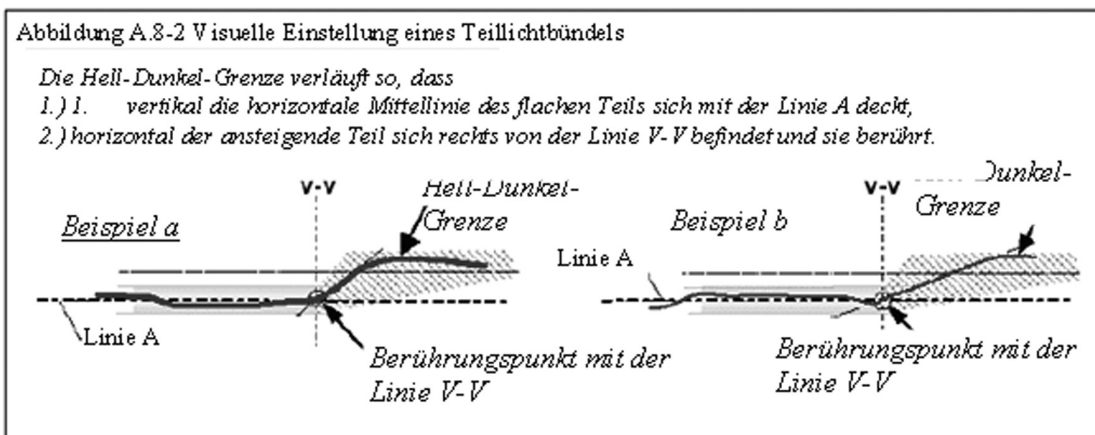 Abbildung A.8-2 Visuelle Einstellung eines Teillichtbündels
Die Hell-Dunkel-Grenze verläuft so, dass
1.) 1. vertikal die horizontale Mittellinie des flachen Teils sich mit der Linie A deckt,
2.) horizontal der ansteigende Teil sich rechts von der Linie V-V befindet und sie berührt.
V-V
Hell-Dunkel-
Grenze
Beispiel a
Linie A
Berührungspunkt mit der
Linie V-V
V-V
Dunkel-
Grenze
Beispiel b
Linie A
Berührungspunkt mit der
Linie V-V